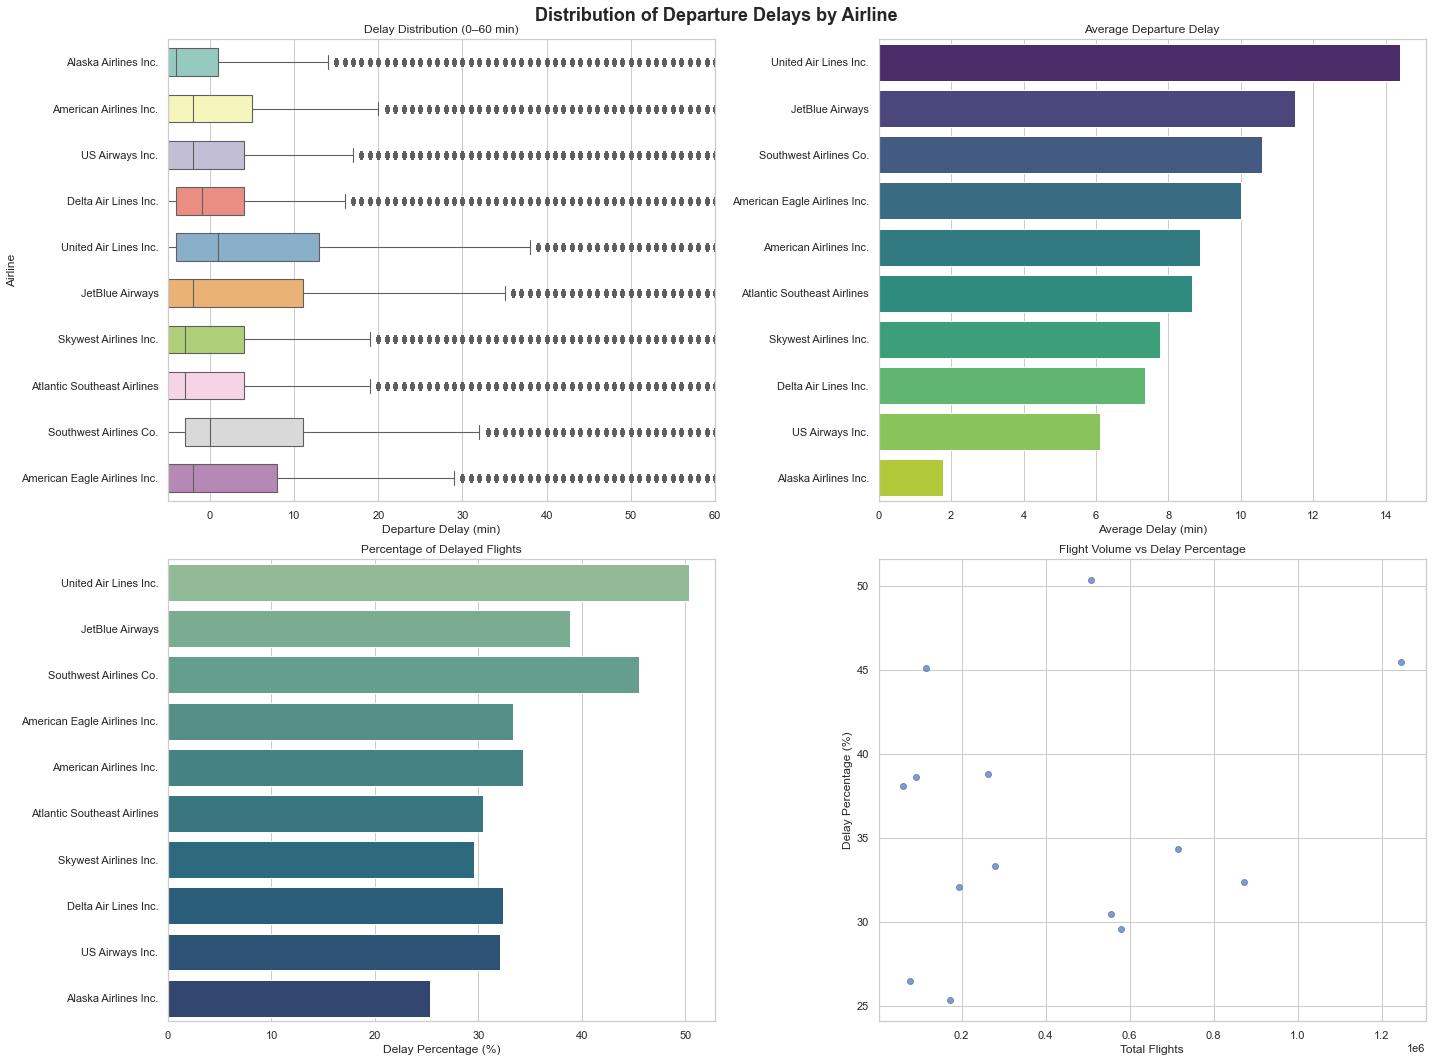 Distribution of Departure Delays by Airline
Delay Distribution (0–60 min)
Airline
Alaska Airlines Inc.
American Airlines Inc.
US Airways Inc.
Delta Air Lines Inc.
United Air Lines Inc.
JetBlue Airways
Skywest Airlines Inc.
Atlantic Southeast Airlines
Southwest Airlines Co.
American Eagle Airlines Inc.
0 10 20 30 40 50 60
Departure Delay (min)
Average Departure Delay
United Air Lines Inc.
JetBlue Airways
Southwest Airlines Co.
American Eagle Airlines Inc.
American Airlines Inc.
Atlantic Southeast Airlines
Skywest Airlines Inc.
Delta Air Lines Inc.
US Airways Inc.
Alaska Airlines Inc.
0 2 4 6 8 10 12 14
Average Delay (min)
Percentage of Delayed Flights
United Air Lines Inc.
JetBlue Airways
Southwest Airlines Co.
American Eagle Airlines Inc.
American Airlines Inc.
Atlantic Southeast Airlines
Skywest Airlines Inc.
Delta Air Lines Inc.
US Airways Inc.
Alaska Airlines Inc.
0 10 20 30 40 50
Delay Percentage (%)
Flight Volume vs Delay Percentage
Delay Percentage (%)
50
45
40
35
30
25
0.2 0.4 0.6 0.8 1.0 1.2
1e6
Total Flights